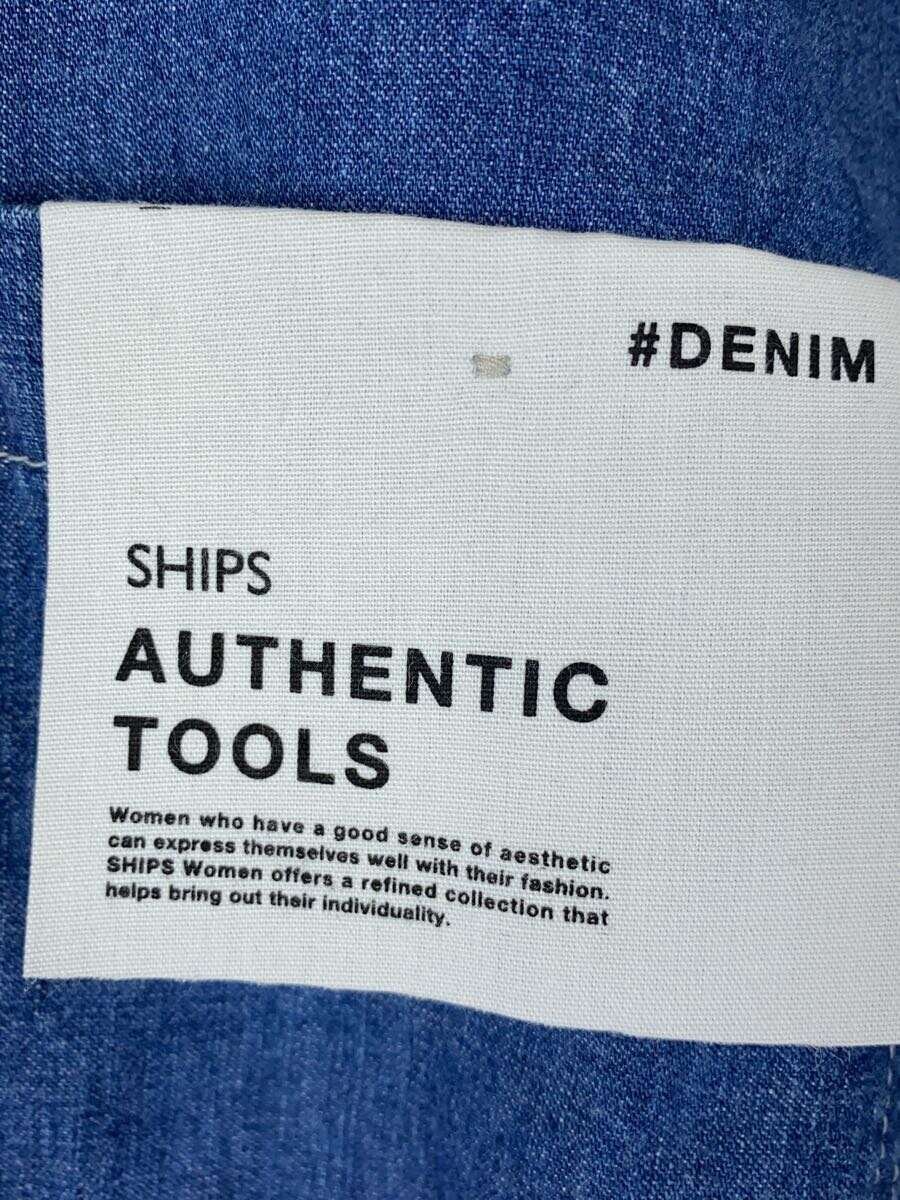 #DENIM
SHIPS
AUTHENTIC
TOOLS
Women who have a good sense of aesthetic
can express themselves well with their fashion.
SHIPS Women offers a refined collection that
helps bring out their individuality.